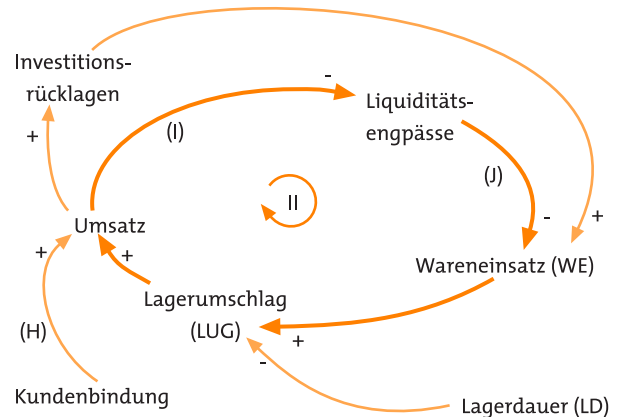 Investitions-
rücklagen
-
Liquiditäts-
engpässe
+
(I)
(J)
II
-
+
Umsatz
+
+
Wareneinsatz (WE)
Lagerumschlag
(LUG)
(H)
+
-
Kundenbindung
Lagerdauer (LD)